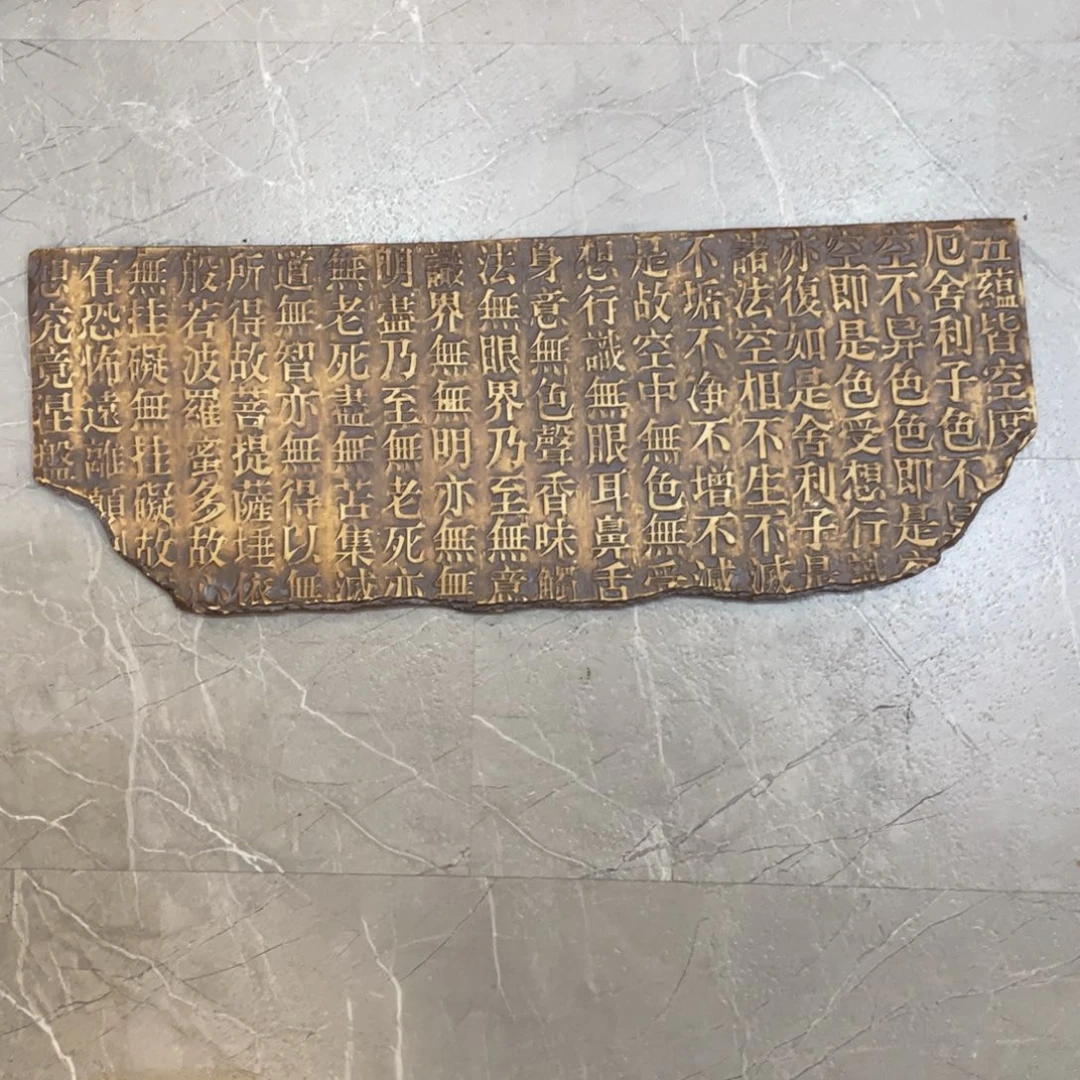 五蘊皆空度
厄舍利子色不
空不异色色即是
空即是色受想行
亦復如是舍利子是
諸法空相不生不滅
不垢不净不增不
是故空中無色無受
想行識無眼耳鼻舌
身意無色聲香味觸
法無眼界乃至無意
識界無無明亦無無
明盡乃至無老死亦
無老死盡無苦集滅
道無智亦無得以無
所得故菩提薩埵依
般若波羅蜜多故
無挂礙無挂礙故
有恐怖遠離顛
想究竟涅槃